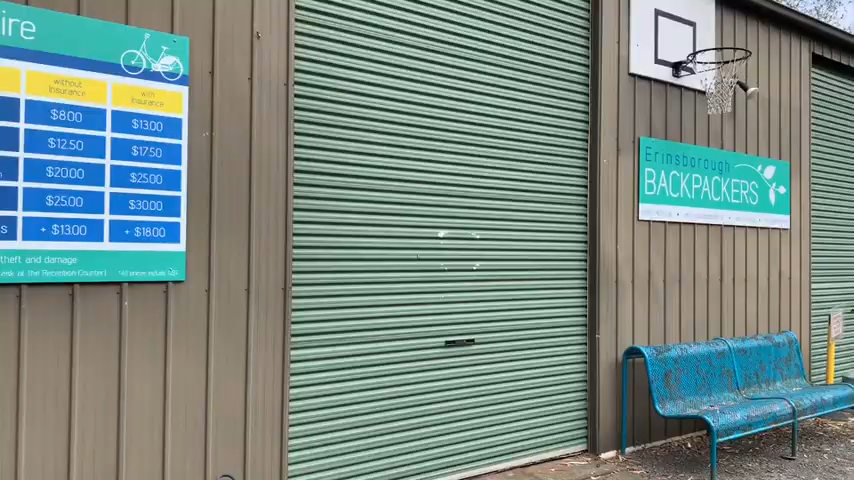 ire
without
Insurance
with
Insurance
$8.00
$13.00
$12.50
$17.50
$20.00
$25.00
$25.00
$30.00
s
+ $13.00
+ $18.00
theft and damage
at the Reception Counter)
Erinsborough
BACKPACKERS